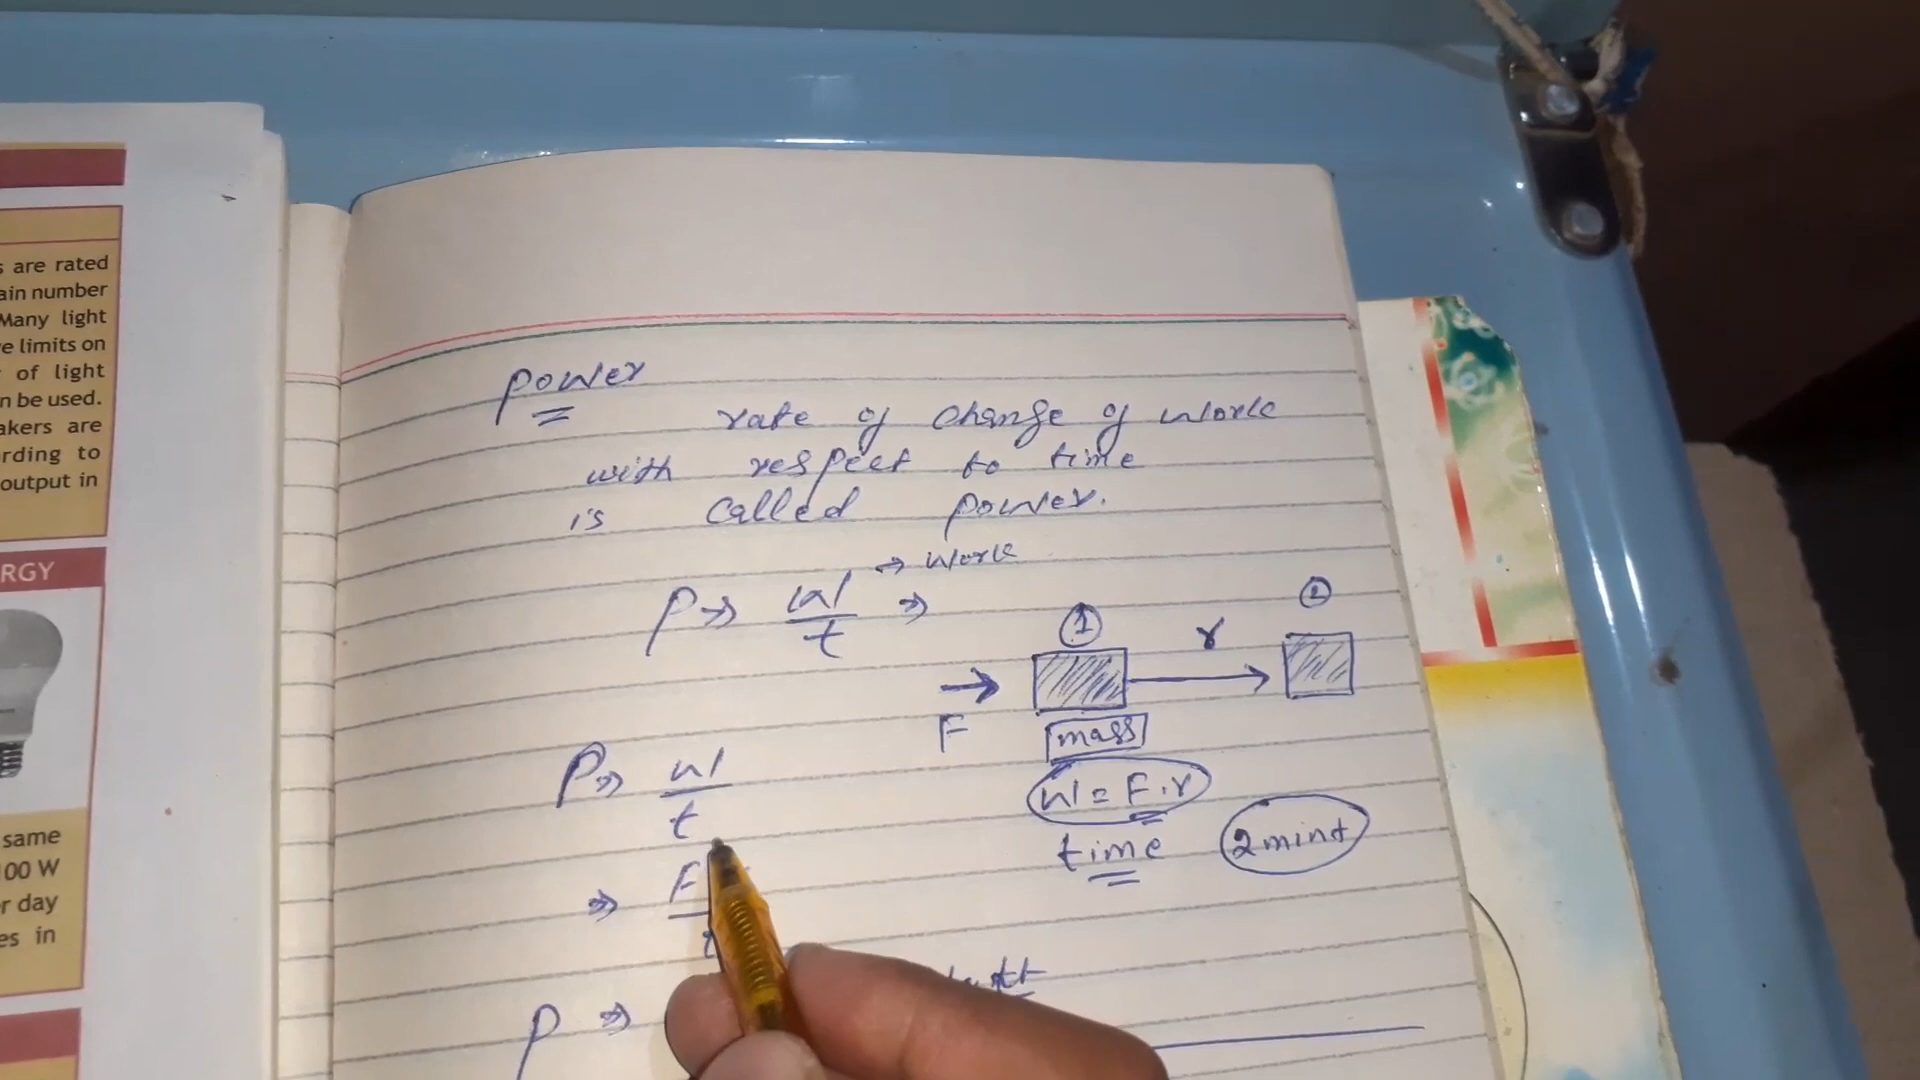 s are rated
ain number
Many light
e limits on
of light
n be used.
akers are
rding to
output in
RGY
same
00 W
r day
es in
power
rate of change of work
with respect to time
is called power.
P ⇒ W/t ⇒ → work
① r ②
F mass
P ⇒ W/t
W = F.r
time 2 mint
⇒ F
t
P ⇒